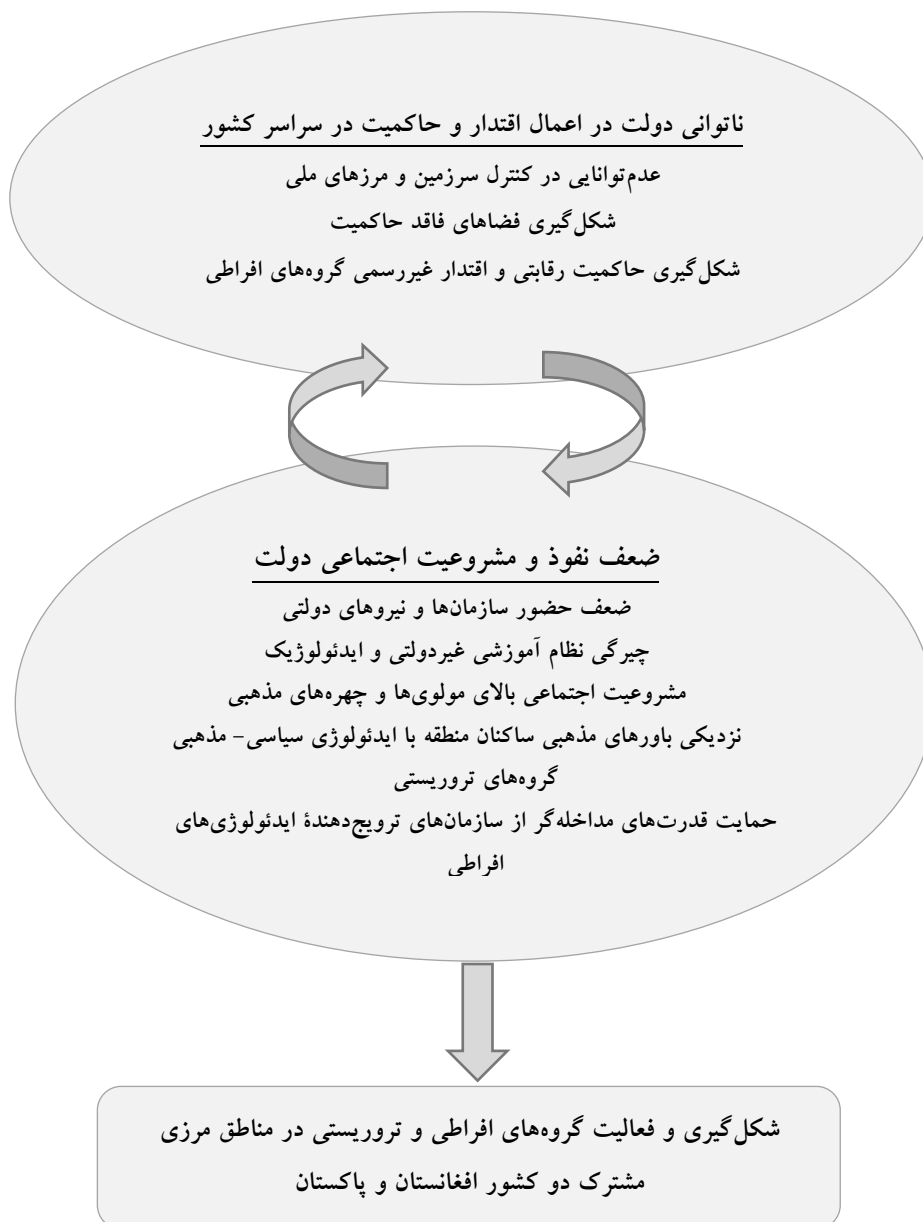 ناتوانی دولت در اعمال اقتدار و حاکمیت در سراسر کشور
عدم‌توانایی در کنترل سرزمین و مرزهای ملی
شکل‌گیری فضاهای فاقد حاکمیت
شکل‌گیری حاکمیت رقابتی و اقتدار غیررسمی گروه‌های افراطی
ضعف نفوذ و مشروعیت اجتماعی دولت
ضعف حضور سازمان‌ها و نیروهای دولتی
چیرگی نظام آموزشی غیردولتی و ایدئولوژیک
مشروعیت اجتماعی بالای مولوی‌ها و چهره‌های مذهبی
نزدیکی باورهای مذهبی ساکنان منطقه با ایدئولوژی سیاسی- مذهبی
گروه‌های تروریستی
حمایت قدرت‌های مداخله‌گر از سازمان‌های ترویج‌دهندۀ ایدئولوژی‌های
افراطی
شکل‌گیری و فعالیت گروه‌های افراطی و تروریستی در مناطق مرزی
مشترک دو کشور افغانستان و پاکستان